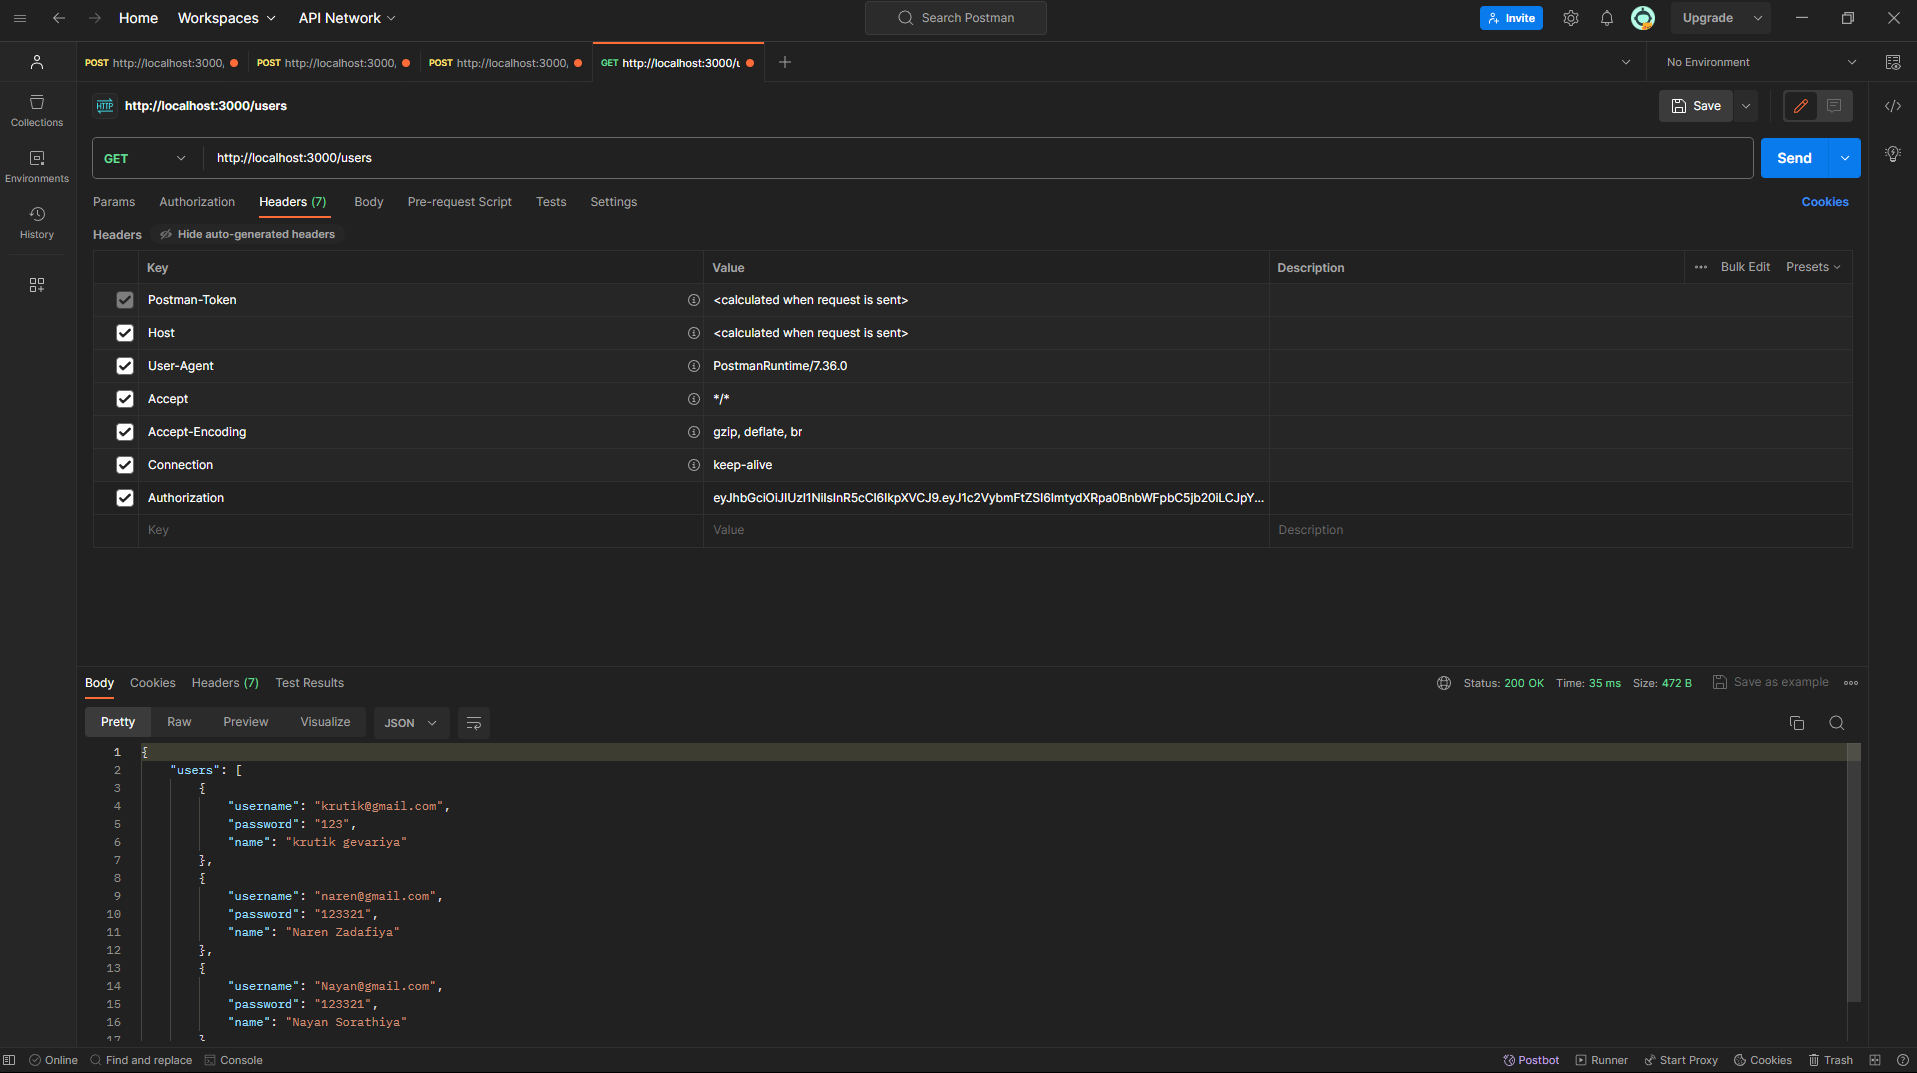 Home Workspaces API Network Search Postman Invite Upgrade
POST http://localhost:3000, POST http://localhost:3000, POST http://localhost:3000, GET http://localhost:3000/u No Environment
HTTP http://localhost:3000/users Save
Collections
GET http://localhost:3000/users Send
Environments
Params Authorization Headers (7) Body Pre-request Script Tests Settings Cookies
History
Headers Hide auto-generated headers
Key Value Description Bulk Edit Presets
Postman-Token <calculated when request is sent>
Host <calculated when request is sent>
User-Agent PostmanRuntime/7.36.0
Accept */*
Accept-Encoding gzip, deflate, br
Connection keep-alive
Authorization eyJhbGciOiJIUzI1NiIsInR5cCI6IkpXVCJ9.eyJ1c2VybmFtZSI6ImtydXRpa0BnbWFpbC5jb20iLCJpY...
Key Value Description
Body Cookies Headers (7) Test Results Status: 200 OK Time: 35 ms Size: 472 B Save as example
Pretty Raw Preview Visualize JSON
1 {
2 "users": [
3 {
4 "username": "krutik@gmail.com",
5 "password": "123",
6 "name": "krutik gevariya"
7 },
8 {
9 "username": "naren@gmail.com",
10 "password": "123321",
11 "name": "Naren Zadafiya"
12 },
13 {
14 "username": "Nayan@gmail.com",
15 "password": "123321",
16 "name": "Nayan Sorathiya"
17 }
Online Find and replace Console Postbot Runner Start Proxy Cookies Trash